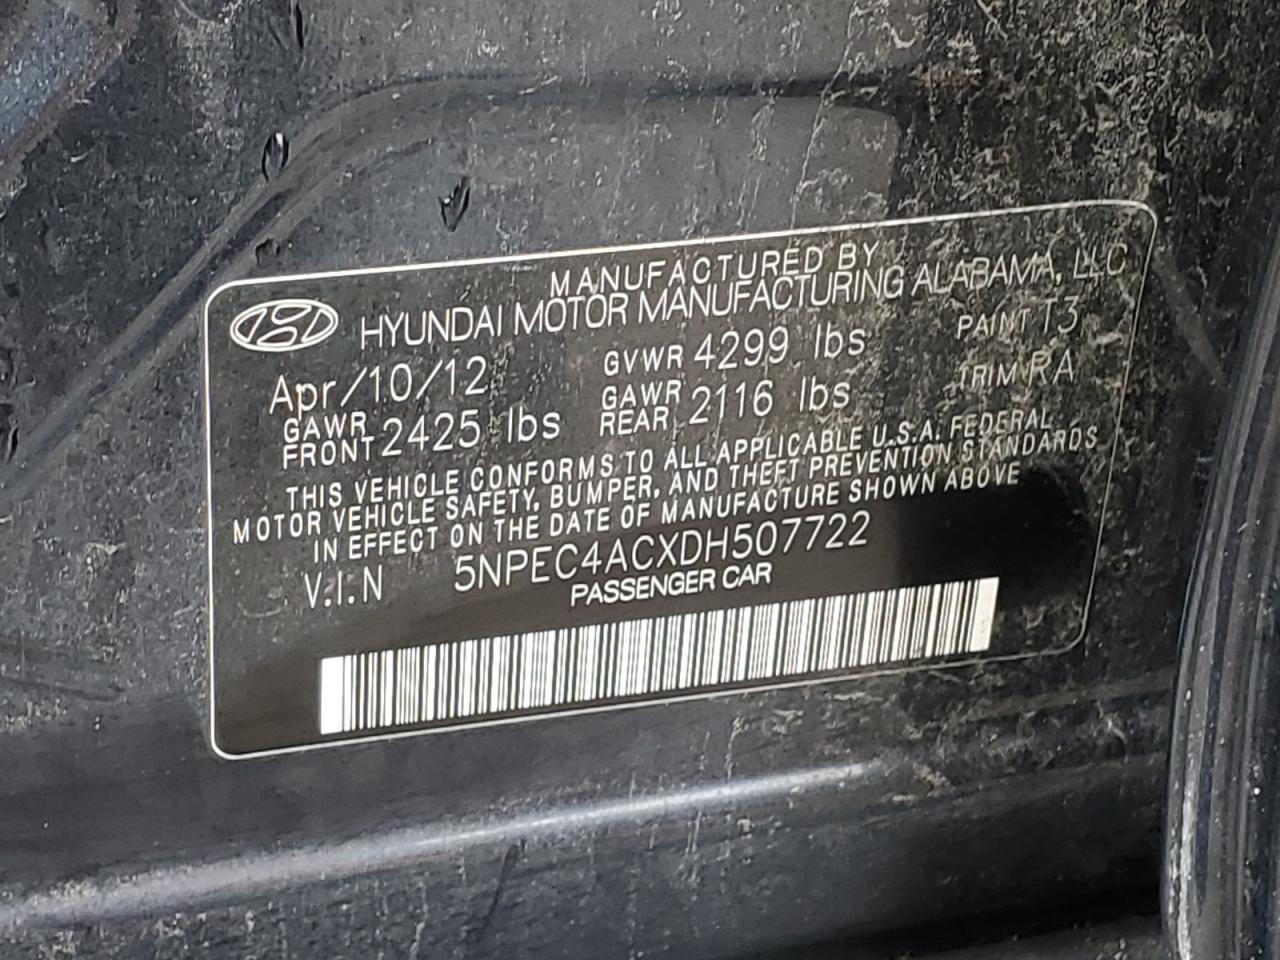 MANUFACTURED BY
HYUNDAI MOTOR MANUFACTURING ALABAMA, LLC
Apr/10/12 GVWR 4299 lbs PAINT T3
GAWR FRONT 2425 lbs GAWR REAR 2116 lbs TRIM RA
THIS VEHICLE CONFORMS TO ALL APPLICABLE U.S.A. FEDERAL
MOTOR VEHICLE SAFETY, BUMPER, AND THEFT PREVENTION STANDARDS
IN EFFECT ON THE DATE OF MANUFACTURE SHOWN ABOVE
V.I.N 5NPEC4ACXDH507722
PASSENGER CAR